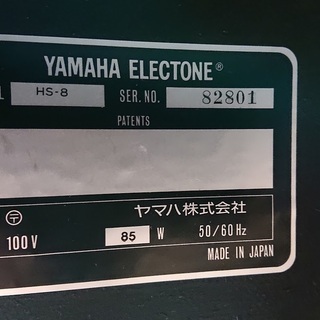 YAMAHA ELECTONE®
HS-8 SER. NO. 82801
PATENTS
ヤマハ株式会社
〒 100V 85 W 50/60 Hz
MADE IN JAPAN